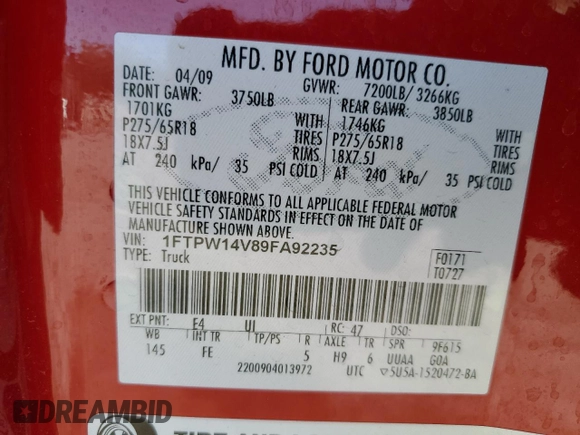 MFD. BY FORD MOTOR CO.
DATE: 04/09 GVWR: 7200LB/ 3266KG
FRONT GAWR: 3750LB REAR GAWR: 3850LB
1701KG WITH 1746KG WITH
P275/65R18 TIRES P275/65R18 TIRES
18X7.5J RIMS 18X7.5J RIMS
AT 240 kPa/ 35 PSI COLD AT 240 kPa/ 35 PSI COLD
THIS VEHICLE CONFORMS TO ALL APPLICABLE FEDERAL MOTOR
VEHICLE SAFETY STANDARDS IN EFFECT ON THE DATE OF
MANUFACTURE SHOWN ABOVE.
VIN: 1FTPW14V89FA92235
TYPE: Truck
F0171
T0727
EXT PNT: E4 UI RC: 47 DSO:
WB INT TR TP/PS R AXLE TR SPR 9F615
145 FE 5 H9 6 UUAA GOA
2200904013972 UTC 5U5A-1520472-BA
DREAMBID